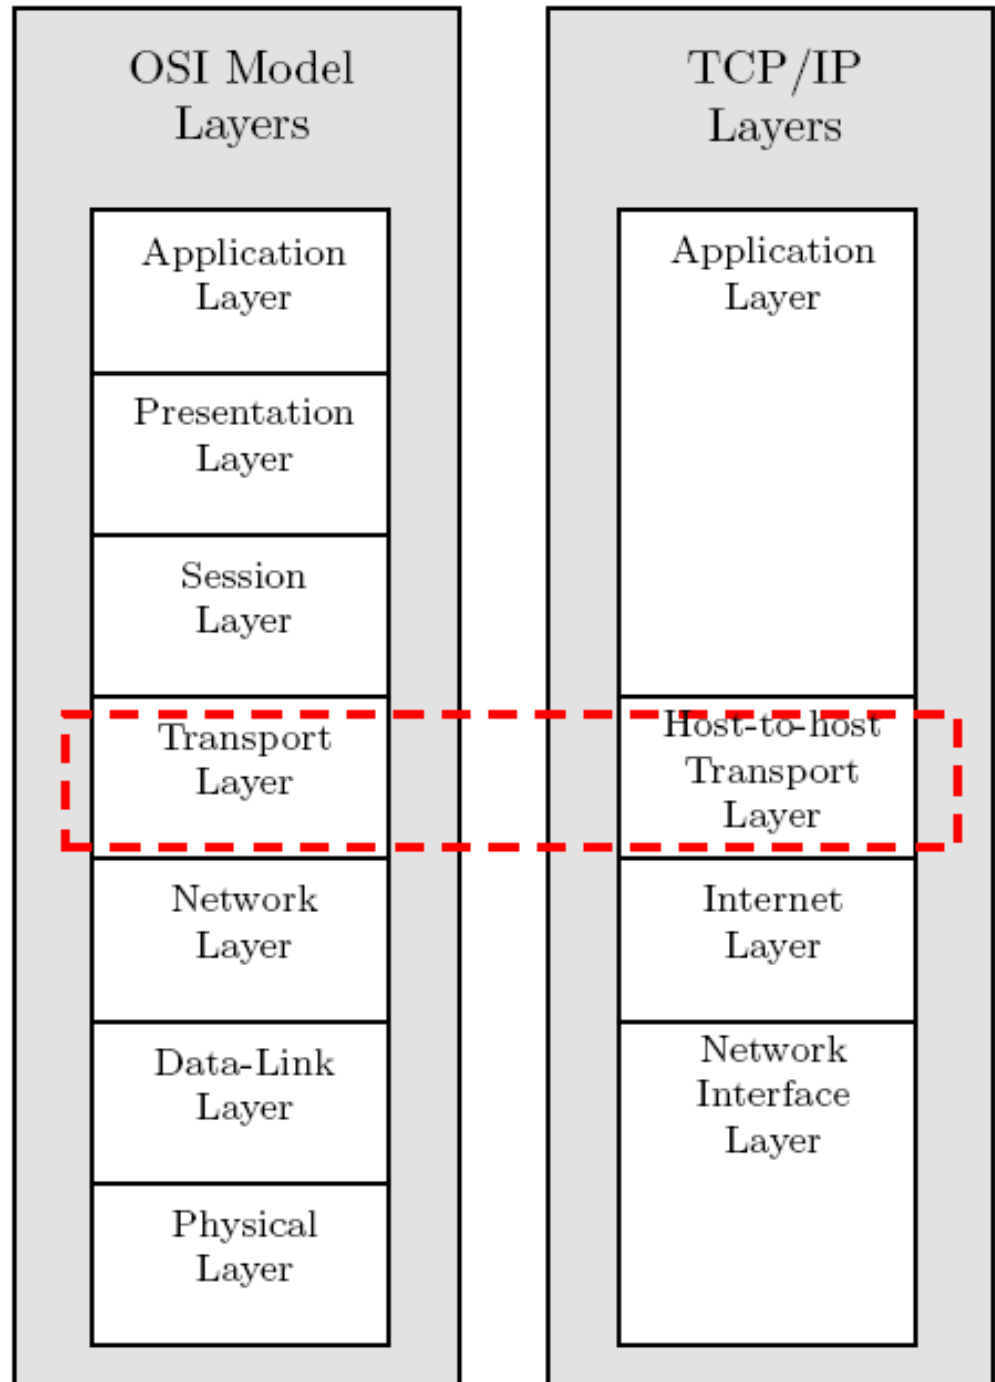 OSI Model
Layers
Application
Layer
Presentation
Layer
Session
Layer
Transport
Layer
Network
Layer
Data-Link
Layer
Physical
Layer
TCP/IP
Layers
Application
Layer
Host-to-host
Transport
Layer
Internet
Layer
Network
Interface
Layer